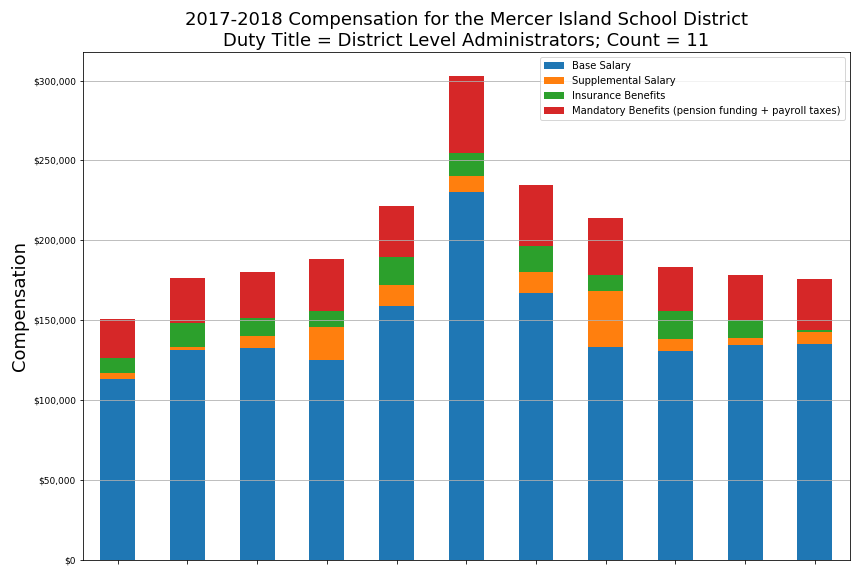 2017-2018 Compensation for the Mercer Island School District
Duty Title = District Level Administrators; Count = 11
Base Salary
Supplemental Salary
Insurance Benefits
Mandatory Benefits (pension funding + payroll taxes)
$300,000
$250,000
$200,000
$150,000
$100,000
$50,000
$0
Compensation